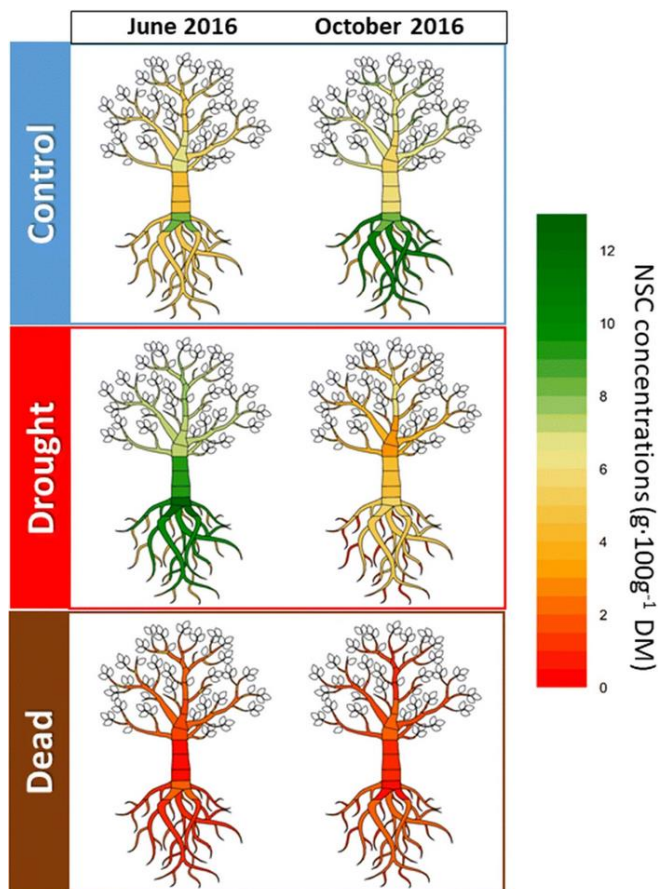 June 2016 October 2016
Control
Drought
Dead
12
10
8
6
4
2
0
NSC concentrations (g·100g⁻¹ DM)